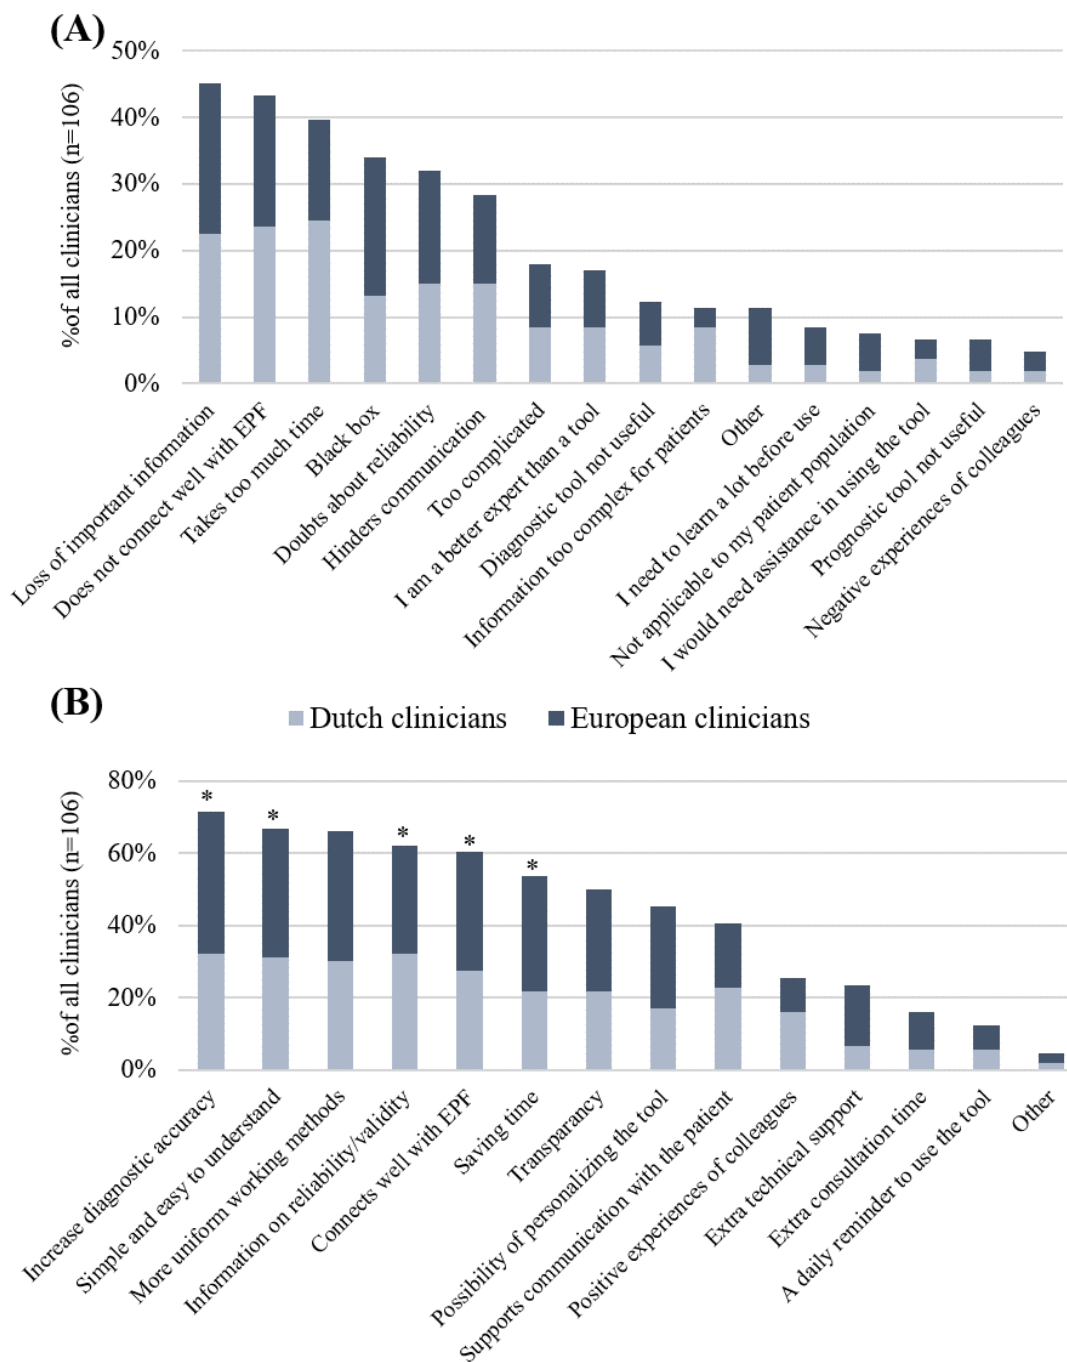 (A)
50%
40%
30%
20%
10%
0%
%of all clinicians (n=106)
Loss of important information
Does not connect well with EPF
Takes too much time
Black box
Doubts about reliability
Hinders communication
Too complicated
I am a better expert than a tool
Diagnostic tool not useful
Information too complex for patients
Other
I need to learn a lot before use
Not applicable to my patient population
I would need assistance in using the tool
Prognostic tool not useful
Negative experiences of colleagues
(B)
Dutch clinicians
European clinicians
80%
60%
40%
20%
0%
%of all clinicians (n=106)
*
*
*
*
*
Increase diagnostic accuracy
Simple and easy to understand
More uniform working methods
Information on reliability/validity
Connects well with EPF
Saving time
Transparancy
Possibility of personalizing the tool
Supports communication with the patient
Positive experiences of colleagues
Extra technical support
Extra consultation time
A daily reminder to use the tool
Other